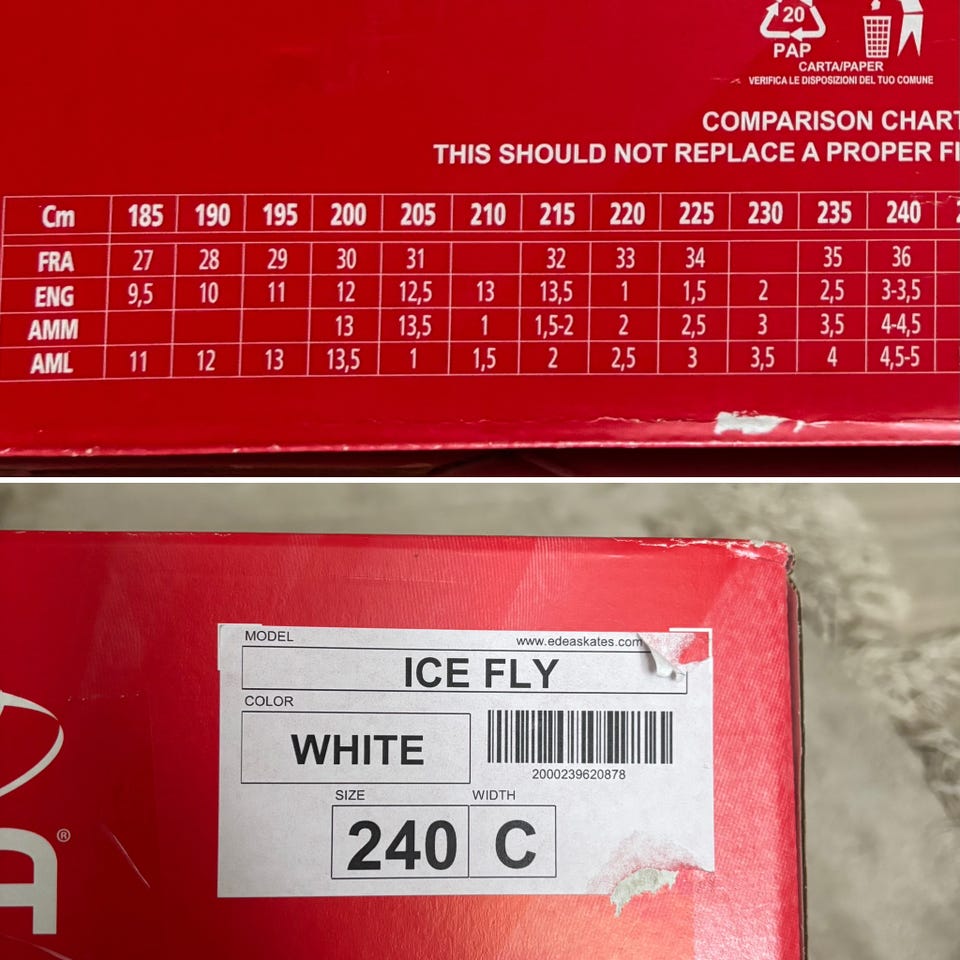 20
PAP
CARTA/PAPER
VERIFICA LE DISPOSIZIONI DEL TUO COMUNE
COMPARISON CHART
THIS SHOULD NOT REPLACE A PROPER FI
Cm 185 190 195 200 205 210 215 220 225 230 235 240 2
FRA 27 28 29 30 31 32 33 34 35 36
ENG 9,5 10 11 12 12,5 13 13,5 1 1,5 2 2,5 3-3,5
AMM 13 13,5 1 1,5-2 2 2,5 3 3,5 4-4,5
AML 11 12 13 13,5 1 1,5 2 2,5 3 3,5 4 4,5-5
MODEL www.edeaskates.com
ICE FLY
COLOR
WHITE
2000239620878
SIZE WIDTH
240 C
A®